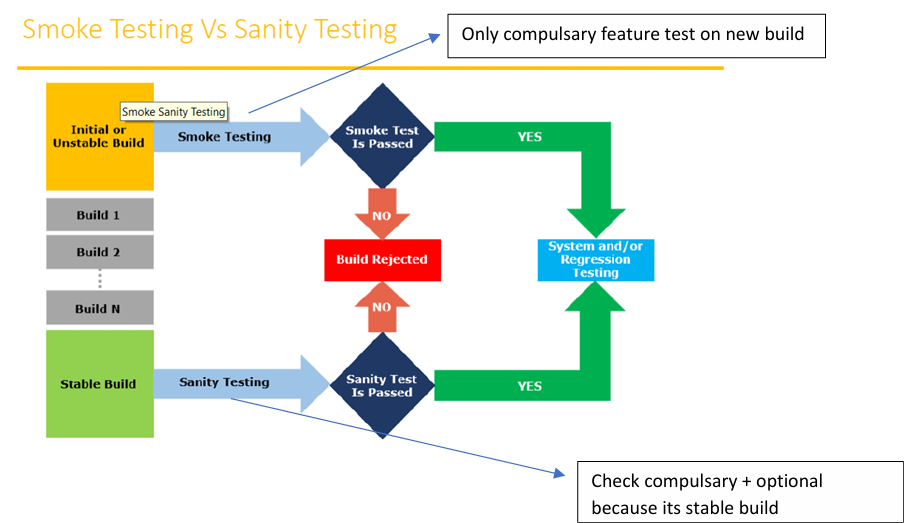 Smoke Testing Vs Sanity Testing
Only compulsary feature test on new build
Smoke Sanity Testing
Initial or
Unstable Build
Smoke Testing
Smoke Test
Is Passed
YES
Build 1
NO
Build 2
Build Rejected
System and/or
Regression
Testing
Build N
NO
Stable Build
Sanity Testing
Sanity Test
Is Passed
YES
Check compulsary + optional
because its stable build